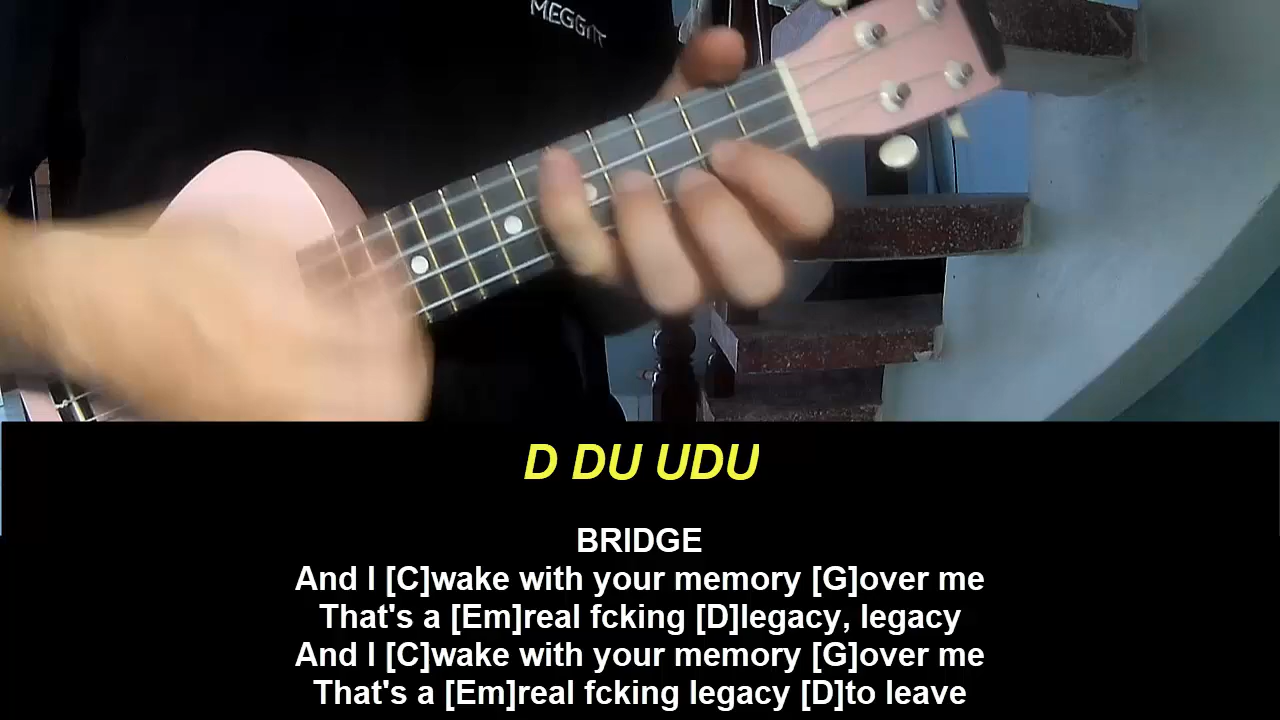 MEGGITT
D DU UDU
BRIDGE
And I [C]wake with your memory [G]over me
That's a [Em]real fcking [D]legacy, legacy
And I [C]wake with your memory [G]over me
That's a [Em]real fcking legacy [D]to leave